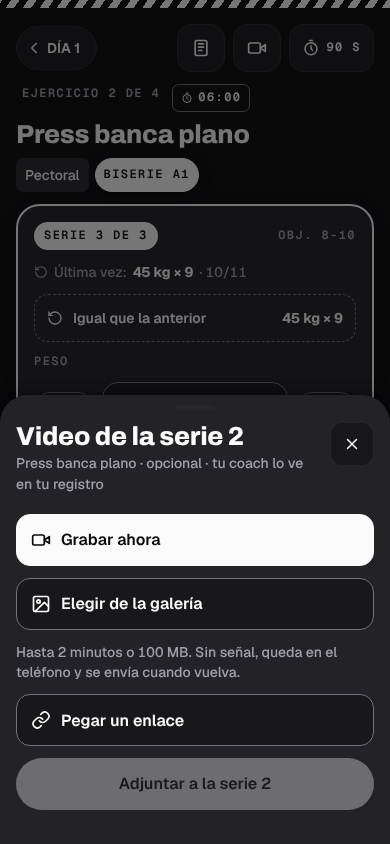 DÍA 1
90 S
EJERCICIO 2 DE 4
06:00
Press banca plano
Pectoral
BISERIE A1
SERIE 3 DE 3
OBJ. 8-10
Última vez: 45 kg × 9 · 10/11
Igual que la anterior
45 kg × 9
PESO
Video de la serie 2
Press banca plano · opcional · tu coach lo ve
en tu registro
Grabar ahora
Elegir de la galería
Hasta 2 minutos o 100 MB. Sin señal, queda en el
teléfono y se envía cuando vuelva.
Pegar un enlace
Adjuntar a la serie 2